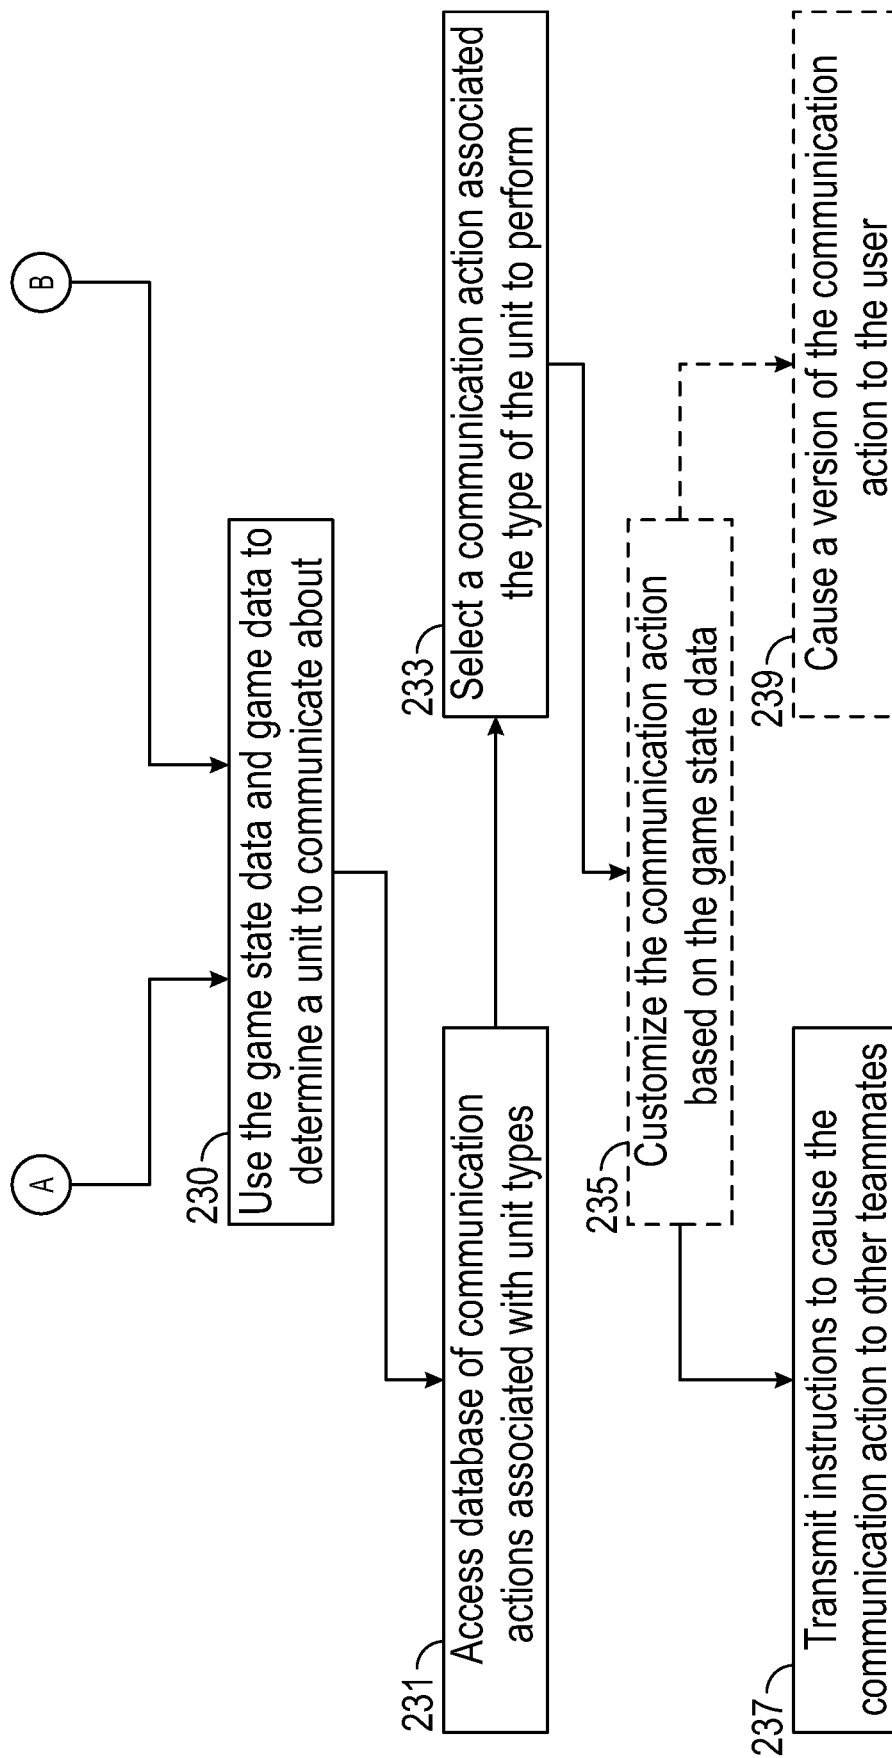 A
B
230
Use the game state data and game data to
determine a unit to communicate about
231
Access database of communication
actions associated with unit types
233
Select a communication action associated
the type of the unit to perform
235
Customize the communication action
based on the game state data
237
Transmit instructions to cause the
communication action to other teammates
239
Cause a version of the communication
action to the user